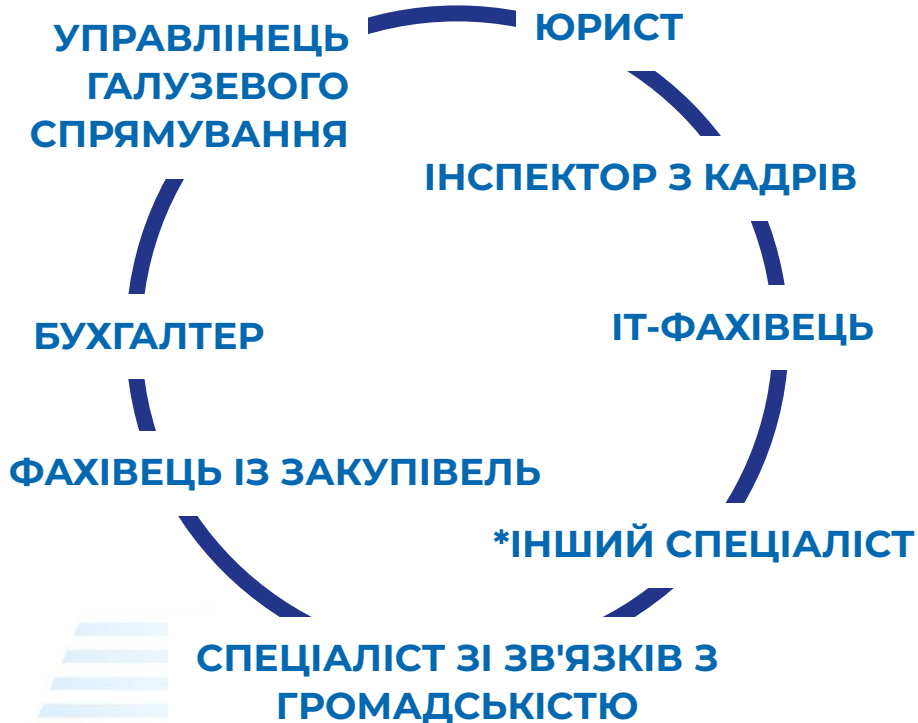 УПРАВЛІНЕЦЬ
ГАЛУЗЕВОГО
СПРЯМУВАННЯ
ЮРИСТ
ІНСПЕКТОР З КАДРІВ
БУХГАЛТЕР
ІТ-ФАХІВЕЦЬ
ФАХІВЕЦЬ ІЗ ЗАКУПІВЕЛЬ
*ІНШИЙ СПЕЦІАЛІСТ
СПЕЦІАЛІСТ ЗІ ЗВ'ЯЗКІВ З
ГРОМАДСЬКІСТЮ